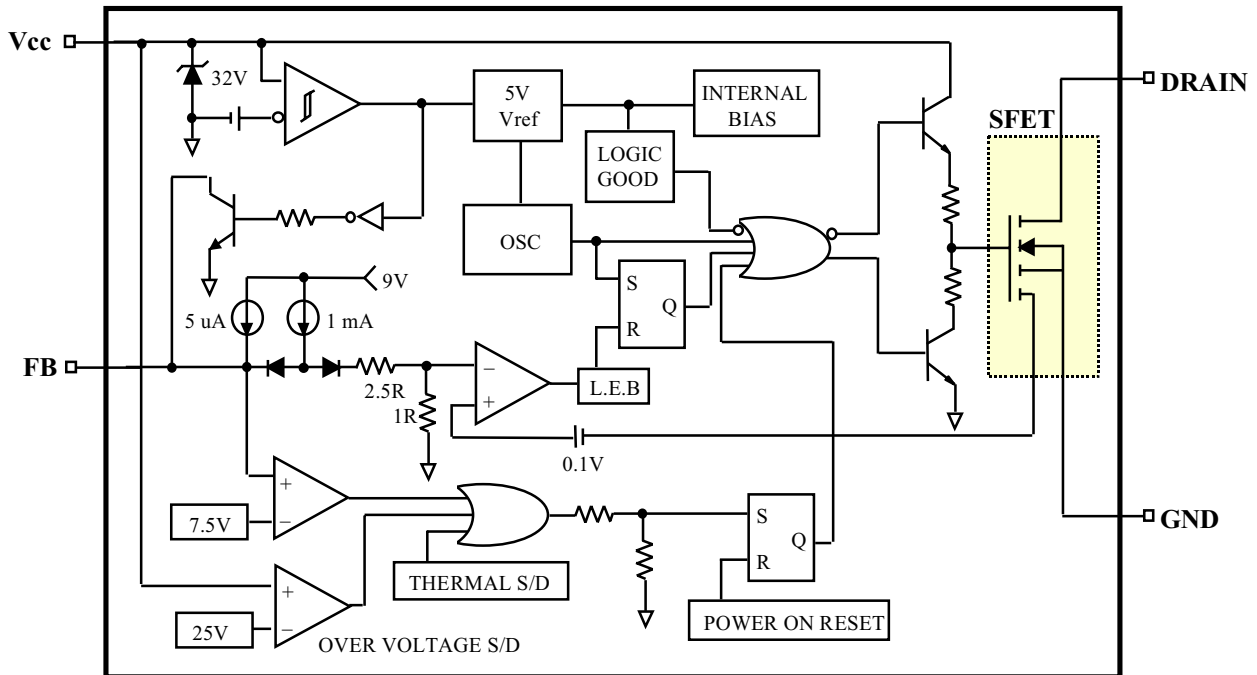 Vcc
32V
5V
Vref
INTERNAL
BIAS
DRAIN
SFET
LOGIC
GOOD
OSC
9V
5 uA
1 mA
S
Q
R
FB
2.5R
1R
−
+
L.E.B
0.1V
+
−
7.5V
THERMAL S/D
S
Q
R
GND
+
−
25V
OVER VOLTAGE S/D
POWER ON RESET